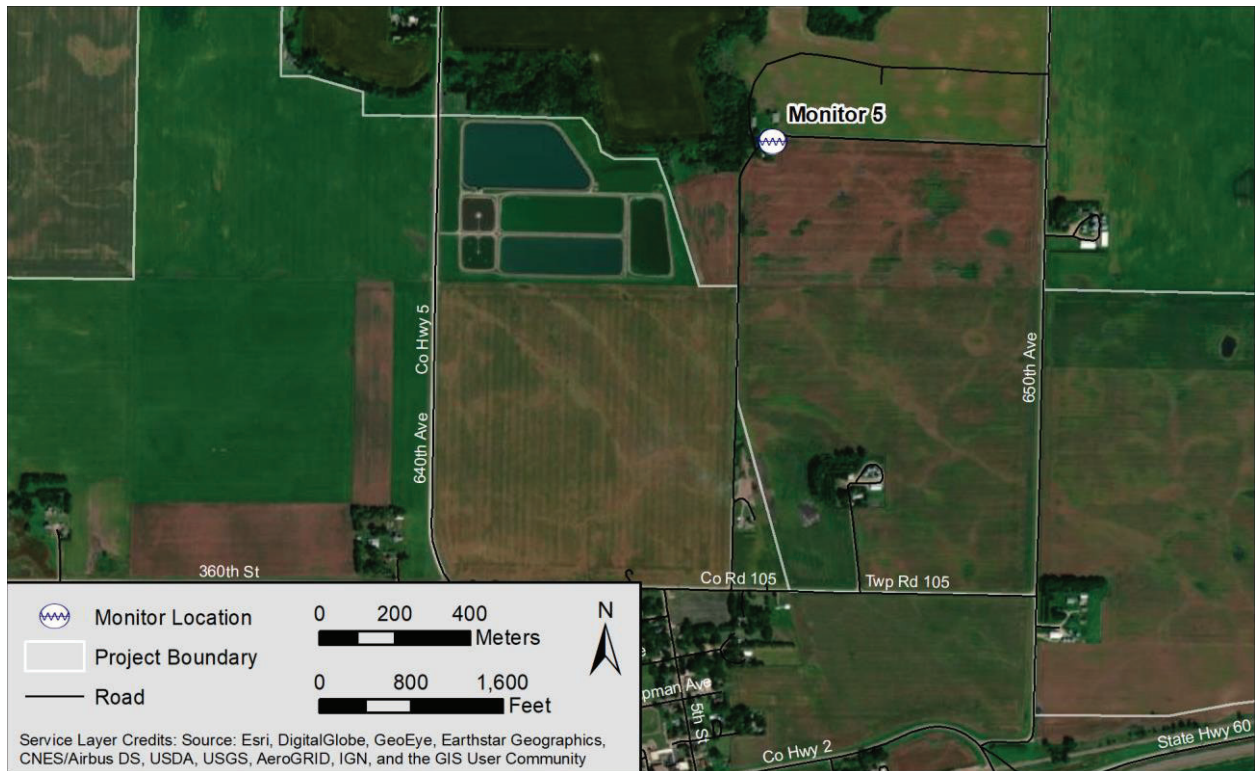 Monitor 5
Co Hwy 5
640th Ave
650th Ave
360th St
Co Rd 105
Twp Rd 105
pman Ave
5th St
Co Hwy 2
State Hwy 60
Monitor Location
Project Boundary
Road
0 200 400
Meters
0 800 1,600
Feet
N
Service Layer Credits: Source: Esri, DigitalGlobe, GeoEye, Earthstar Geographics,
CNES/Airbus DS, USDA, USGS, AeroGRID, IGN, and the GIS User Community